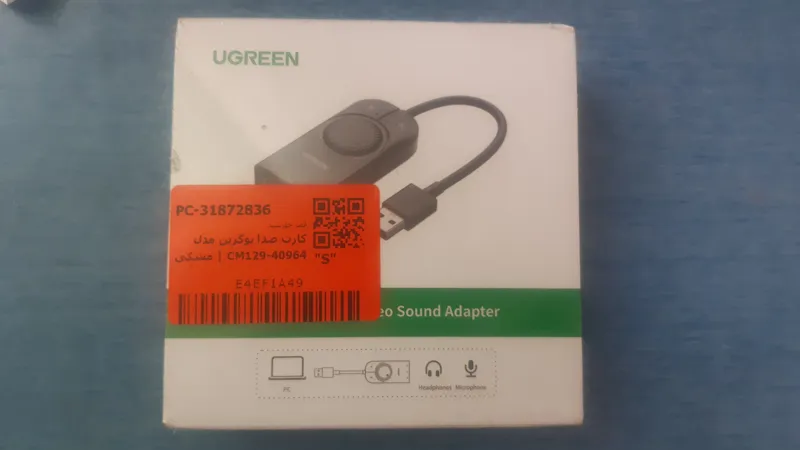 UGREEN
PC-31872836
کارت صدا یوگرین مدل
CM129-40964 | مشکی
"S"
E4EF1A49
eo Sound Adapter
PC
Headphones
Microphone